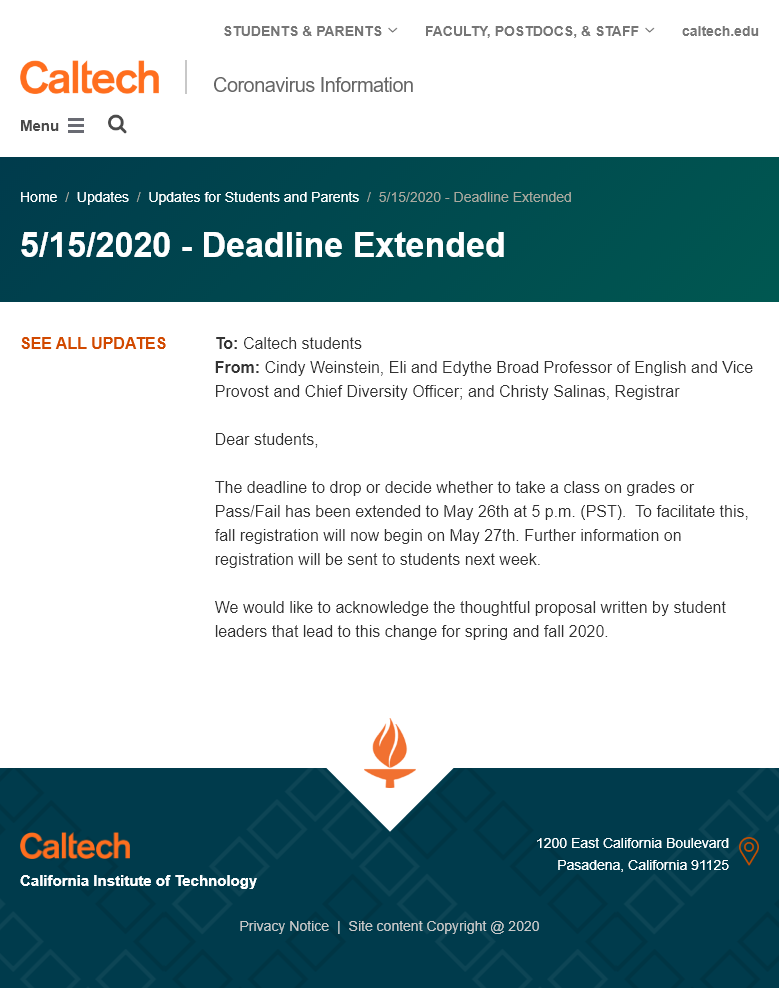 STUDENTS & PARENTS FACULTY, POSTDOCS, & STAFF caltech.edu
Caltech Coronavirus Information
Menu
Home / Updates / Updates for Students and Parents / 5/15/2020 - Deadline Extended
5/15/2020 - Deadline Extended
SEE ALL UPDATES
To: Caltech students
From: Cindy Weinstein, Eli and Edythe Broad Professor of English and Vice
Provost and Chief Diversity Officer; and Christy Salinas, Registrar
Dear students,
The deadline to drop or decide whether to take a class on grades or
Pass/Fail has been extended to May 26th at 5 p.m. (PST).  To facilitate this,
fall registration will now begin on May 27th. Further information on
registration will be sent to students next week.
We would like to acknowledge the thoughtful proposal written by student
leaders that lead to this change for spring and fall 2020.
Caltech
California Institute of Technology
1200 East California Boulevard
Pasadena, California 91125
Privacy Notice | Site content Copyright @ 2020